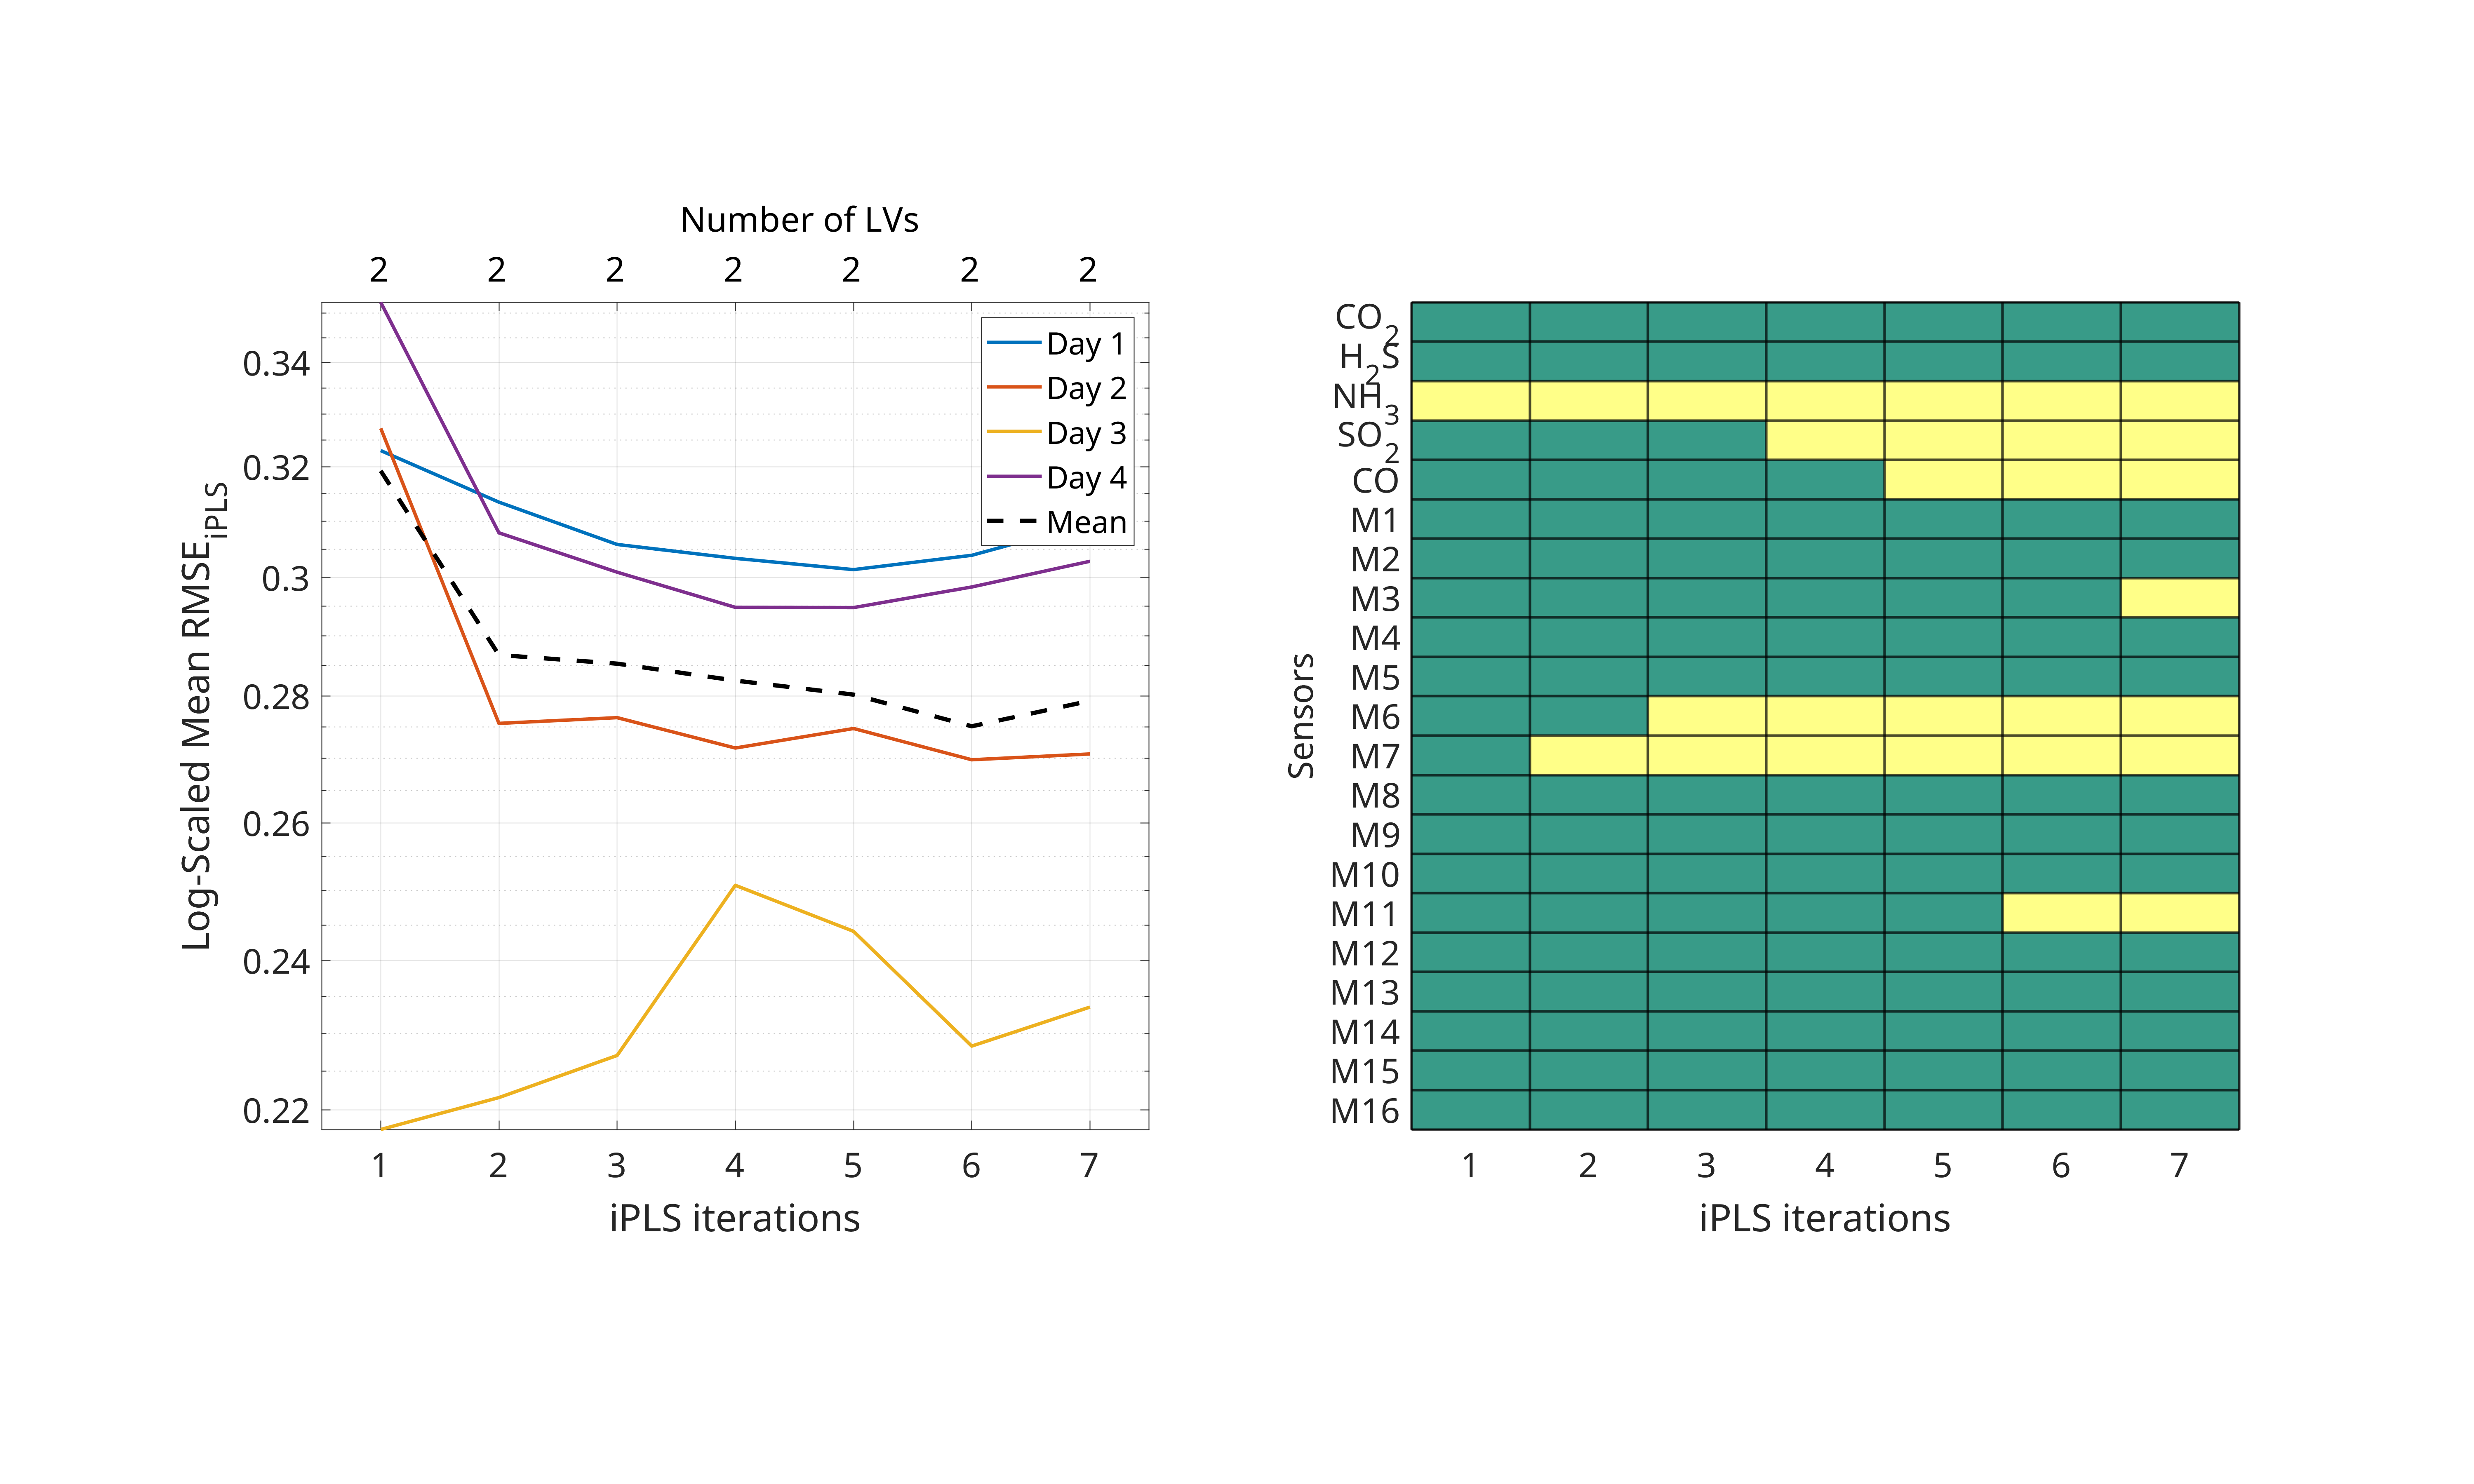 Number of LVs
2 2 2 2 2 2 2
Log-Scaled Mean RMSE_iPLS
0.34
0.32
0.3
0.28
0.26
0.24
0.22
Day 1
Day 2
Day 3
Day 4
Mean
1 2 3 4 5 6 7
iPLS iterations
Sensors
CO₂
H₂S
NH₃
SO₂
CO
M1
M2
M3
M4
M5
M6
M7
M8
M9
M10
M11
M12
M13
M14
M15
M16
1 2 3 4 5 6 7
iPLS iterations